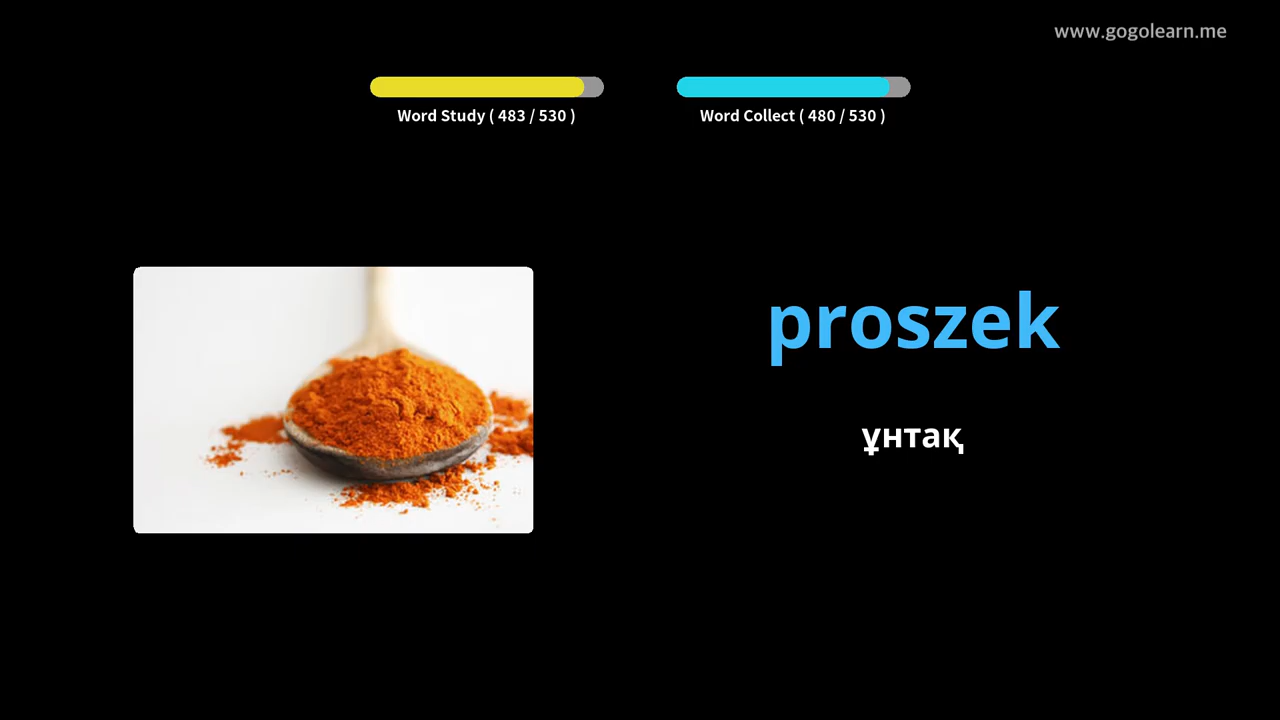 www.gogolearn.me
Word Study ( 483 / 530 )
Word Collect ( 480 / 530 )
proszek
ұнтақ